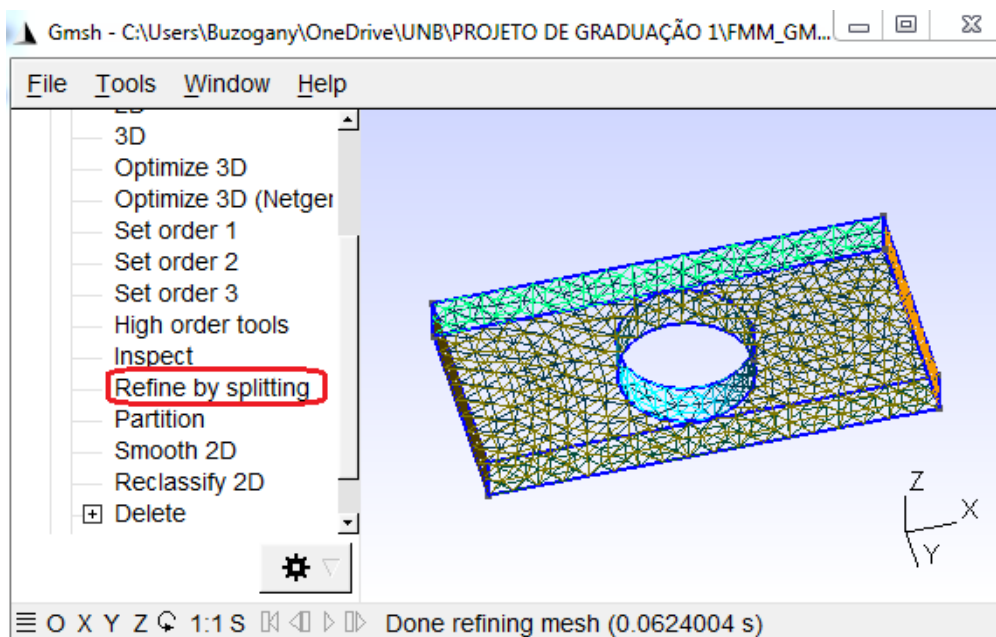 Gmsh - C:\Users\Buzogany\OneDrive\UNB\PROJETO DE GRADUAÇÃO 1\FMM_GM...
File Tools Window Help
3D
Optimize 3D
Optimize 3D (Netger
Set order 1
Set order 2
Set order 3
High order tools
Inspect
Refine by splitting
Partition
Smooth 2D
Reclassify 2D
Delete
Z
X
Y
O X Y Z 1:1 S Done refining mesh (0.0624004 s)